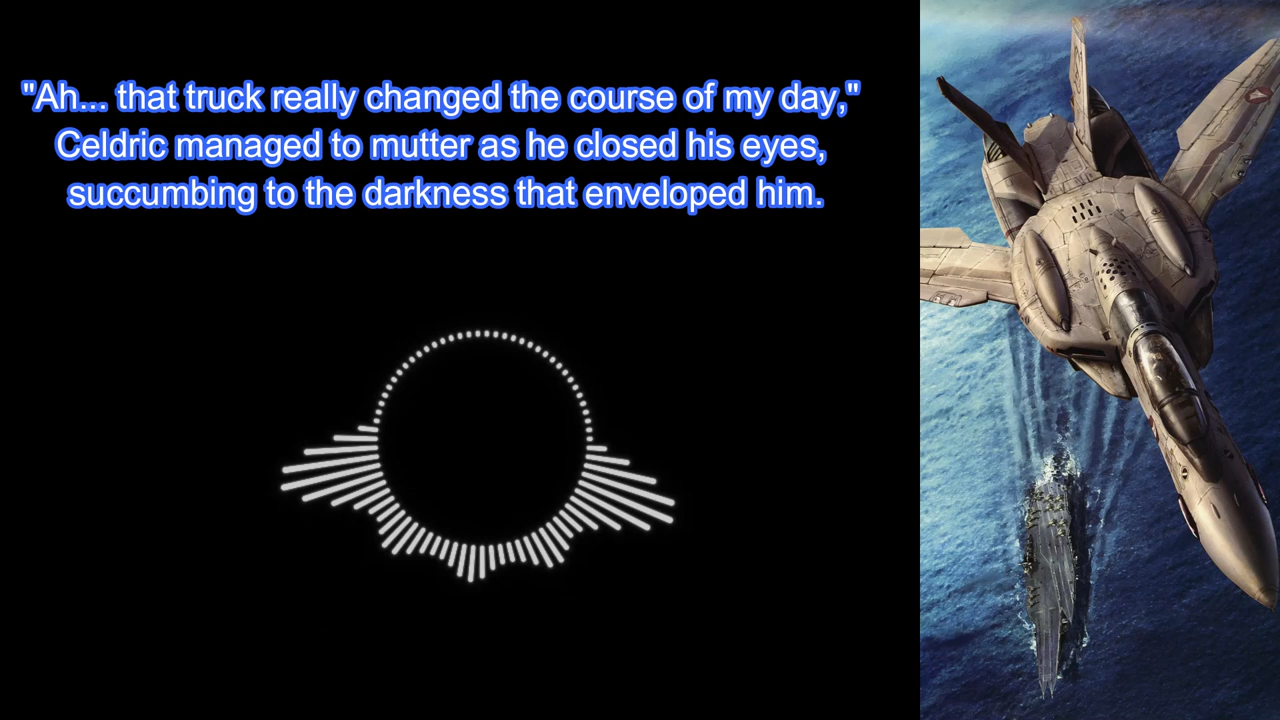 "Ah... that truck really changed the course of my day,"
Celdric managed to mutter as he closed his eyes,
succumbing to the darkness that enveloped him.